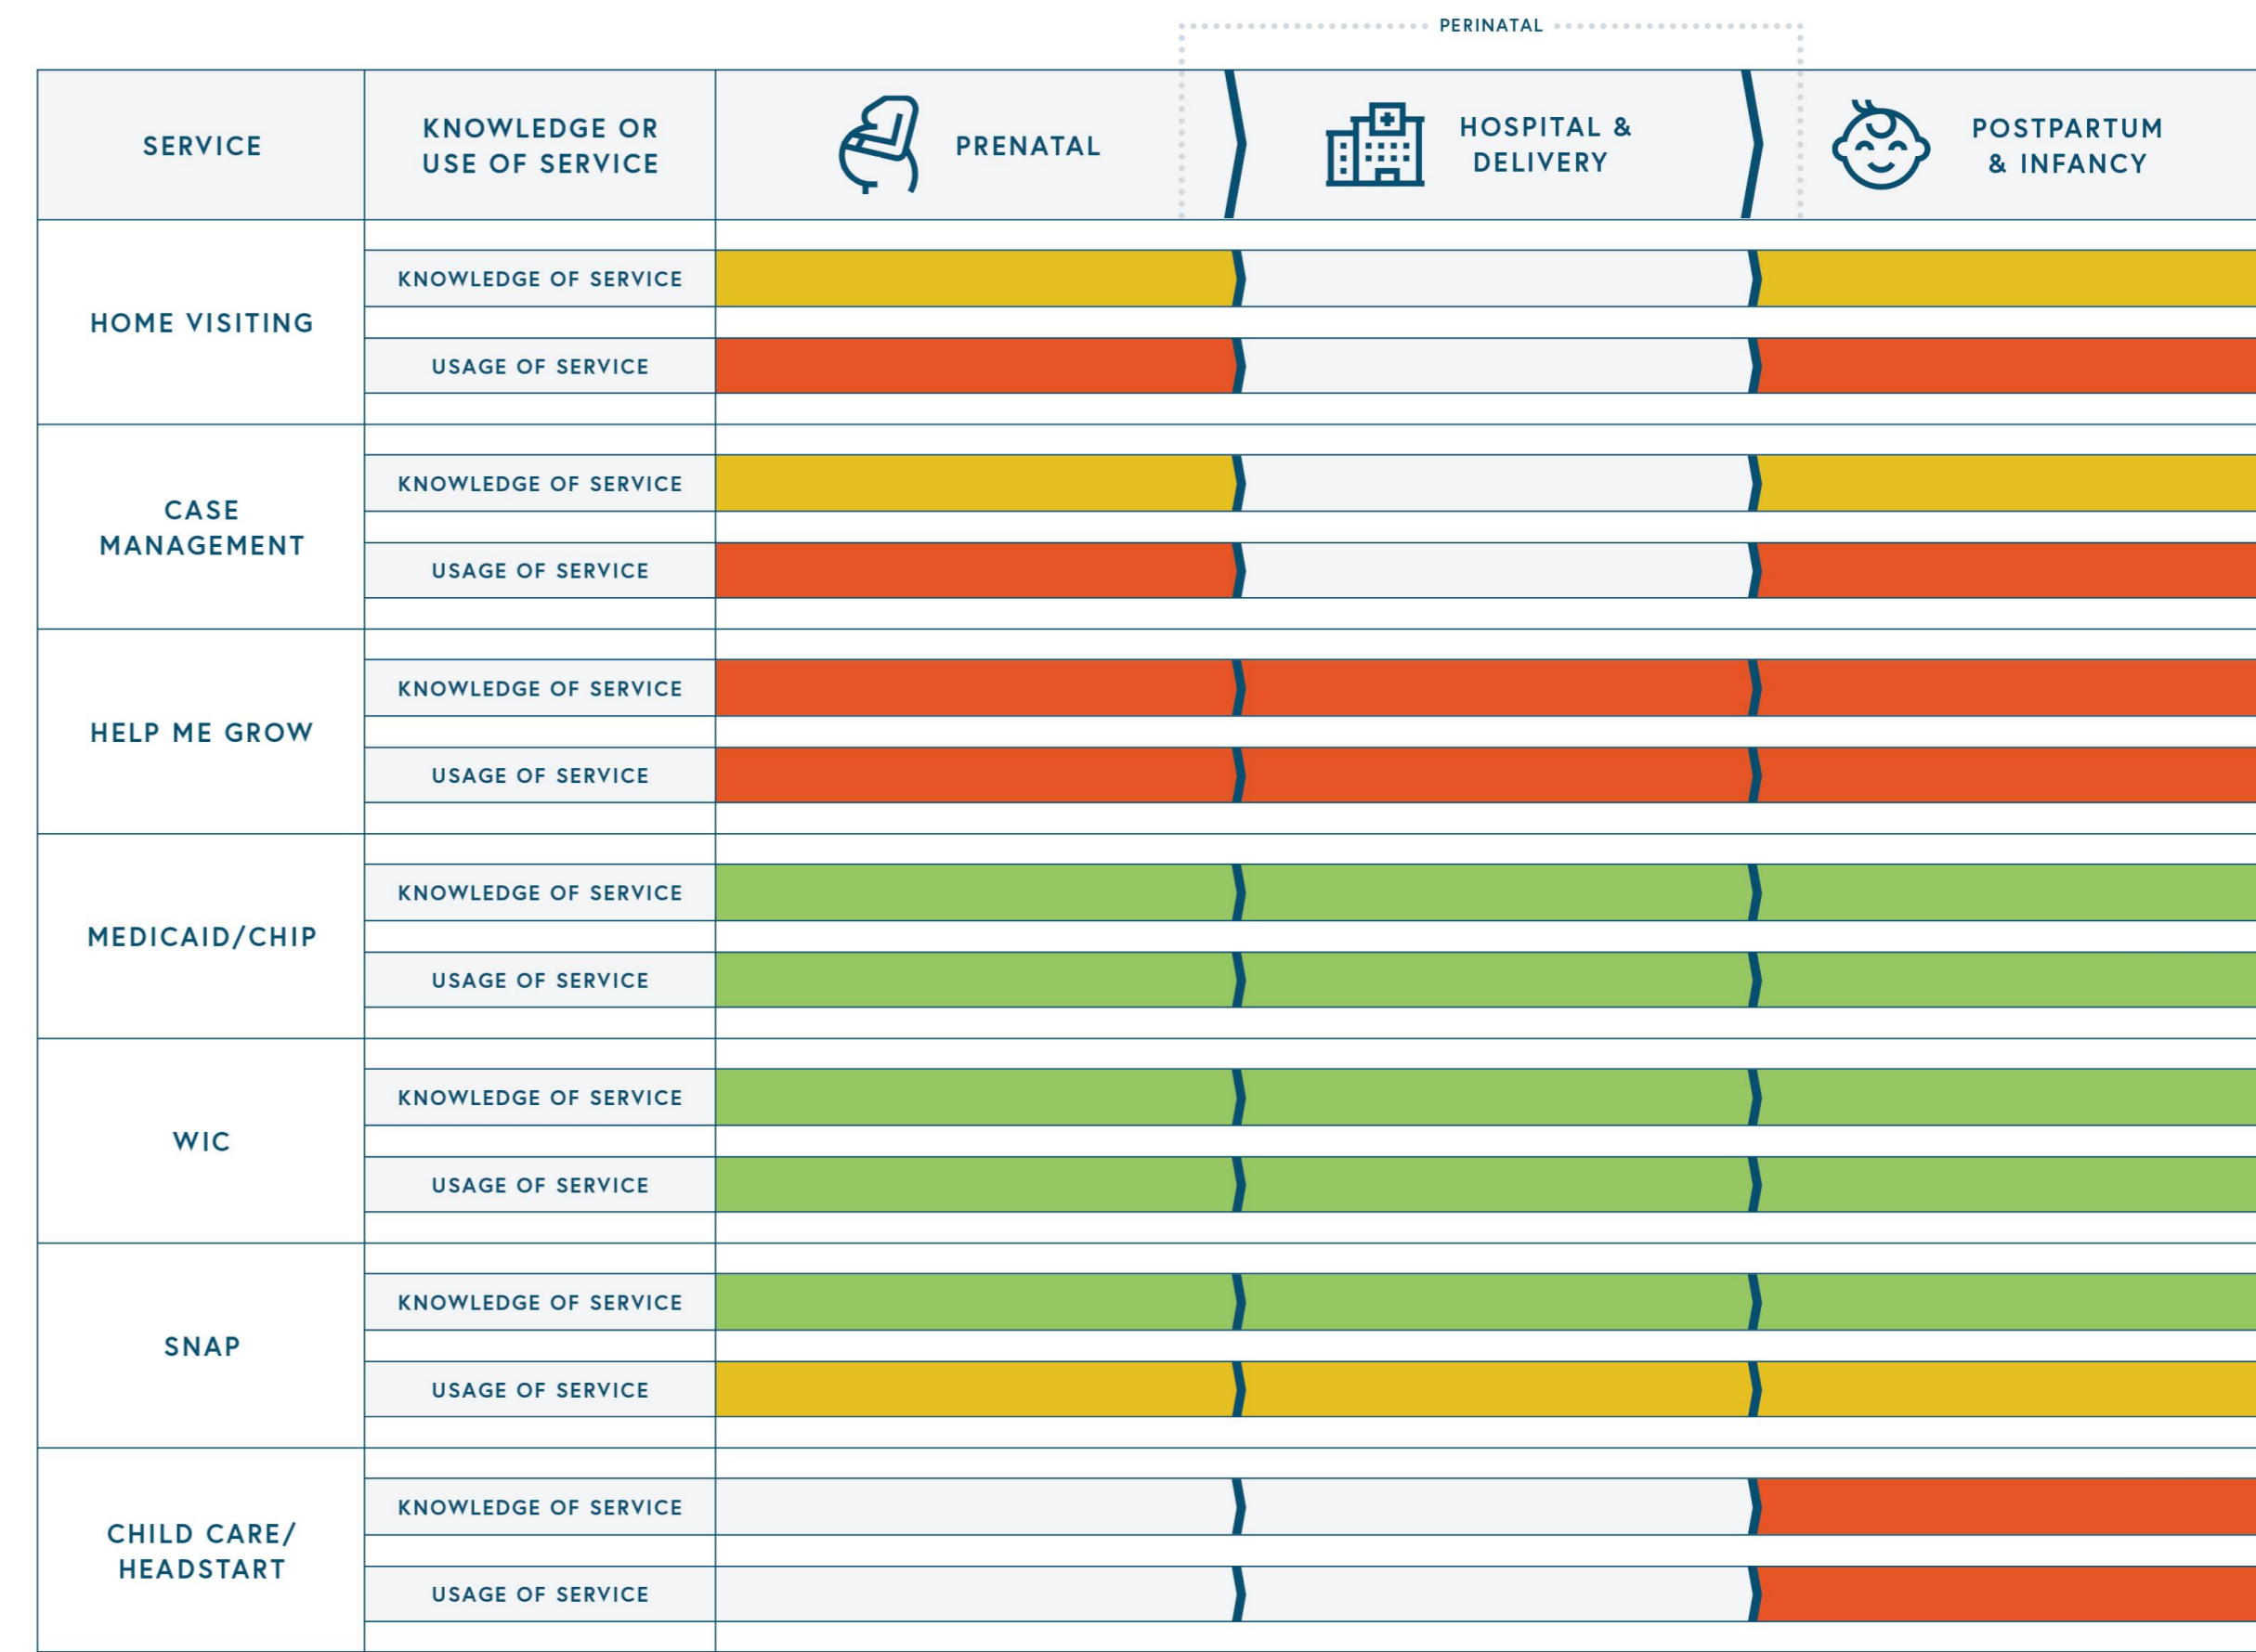 PERINATAL
SERVICE
KNOWLEDGE OR
USE OF SERVICE
PRENATAL
HOSPITAL &
DELIVERY
POSTPARTUM
& INFANCY
HOME VISITING
KNOWLEDGE OF SERVICE
USAGE OF SERVICE
CASE
MANAGEMENT
KNOWLEDGE OF SERVICE
USAGE OF SERVICE
HELP ME GROW
KNOWLEDGE OF SERVICE
USAGE OF SERVICE
MEDICAID/CHIP
KNOWLEDGE OF SERVICE
USAGE OF SERVICE
WIC
KNOWLEDGE OF SERVICE
USAGE OF SERVICE
SNAP
KNOWLEDGE OF SERVICE
USAGE OF SERVICE
CHILD CARE/
HEADSTART
KNOWLEDGE OF SERVICE
USAGE OF SERVICE